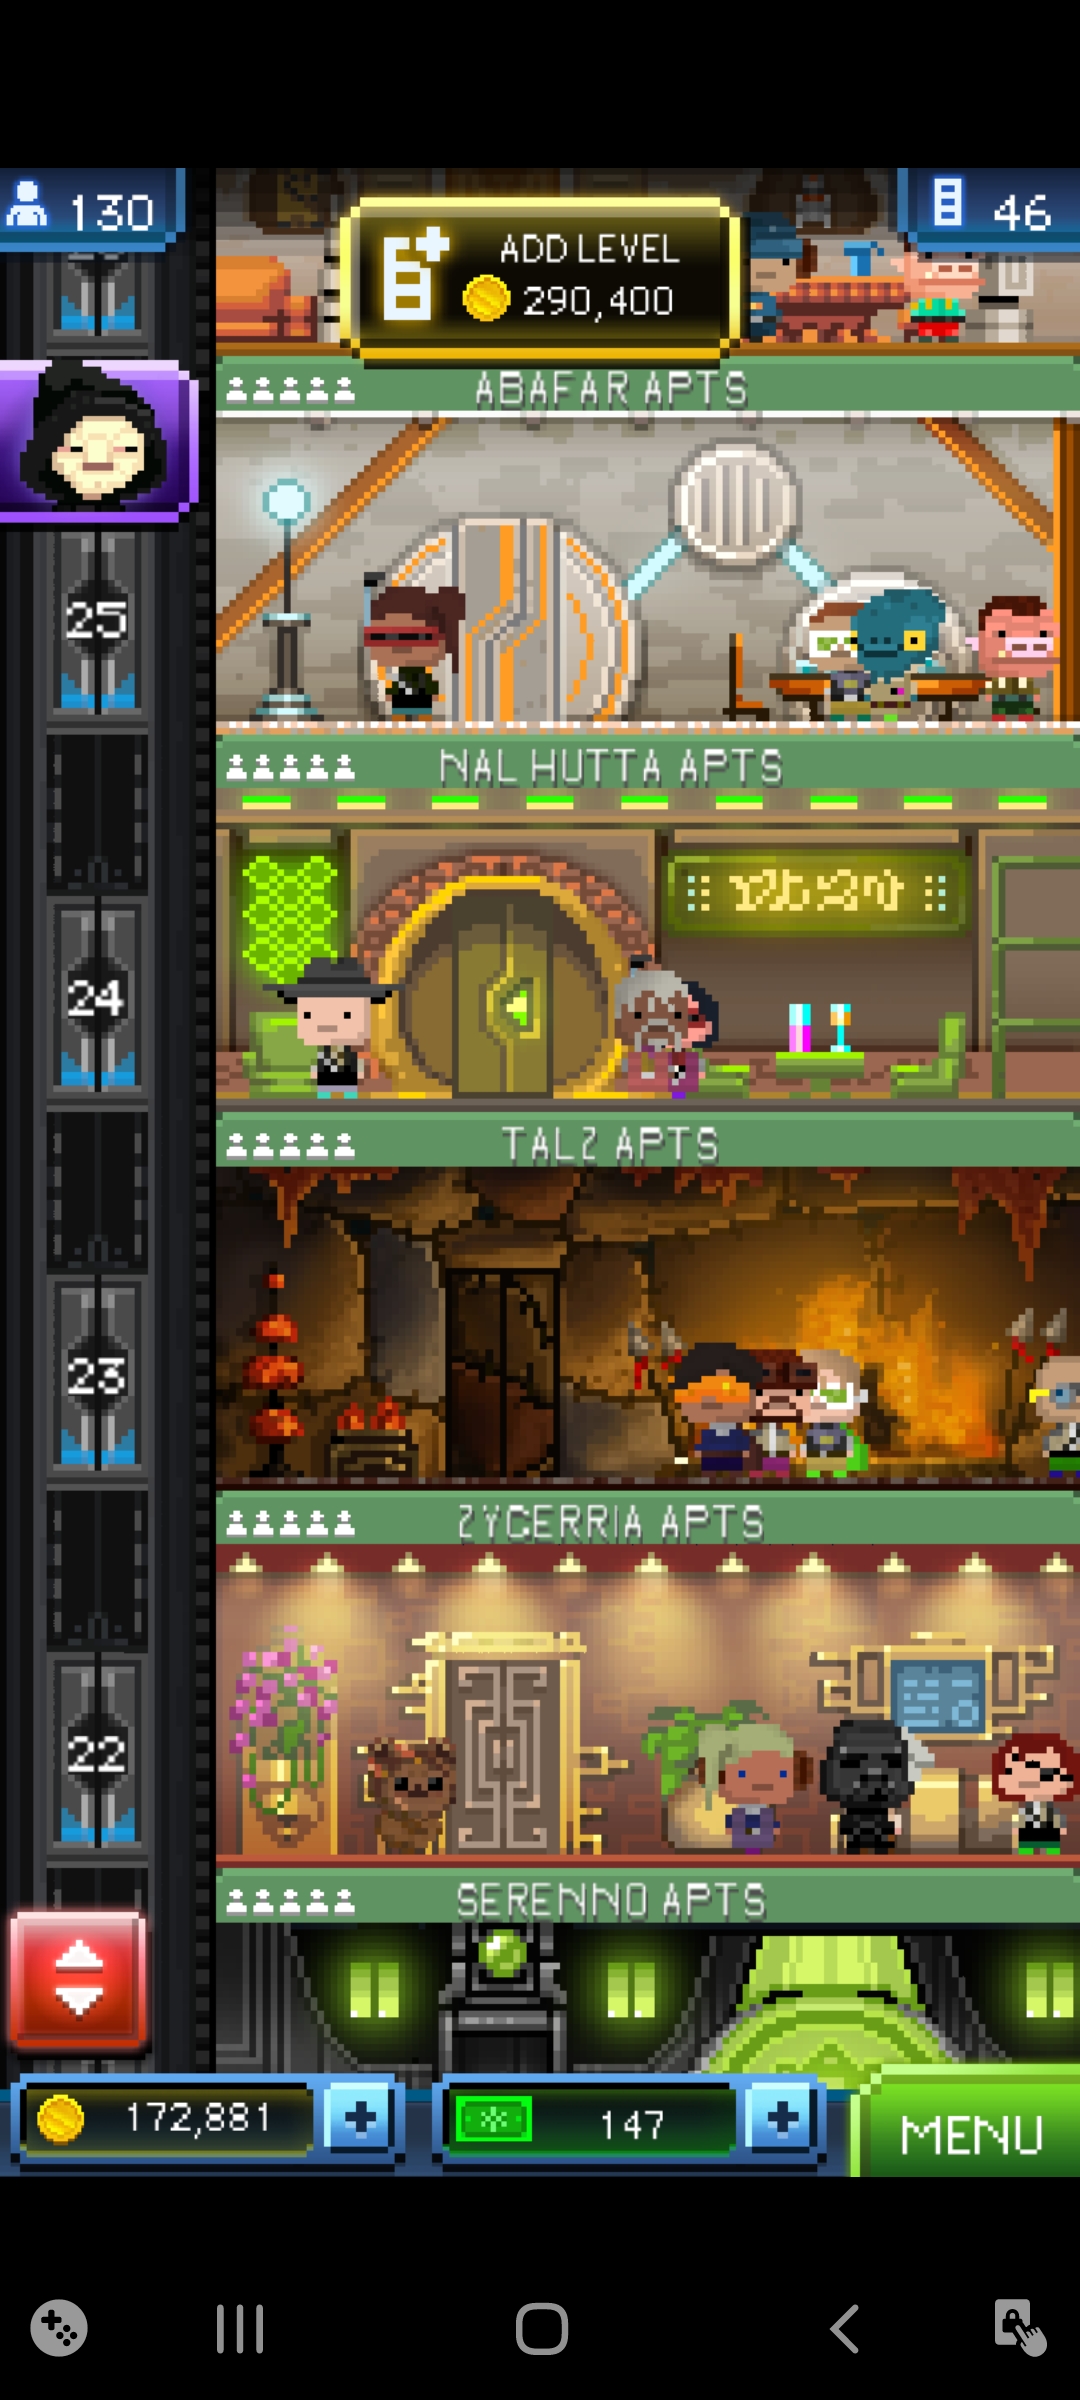 130
46
ADD LEVEL
290,400
ABAFAR APTS
25
NAL HUTTA APTS
24
TALZ APTS
23
ZYGERRIA APTS
22
SERENNO APTS
172,881
147
MENU